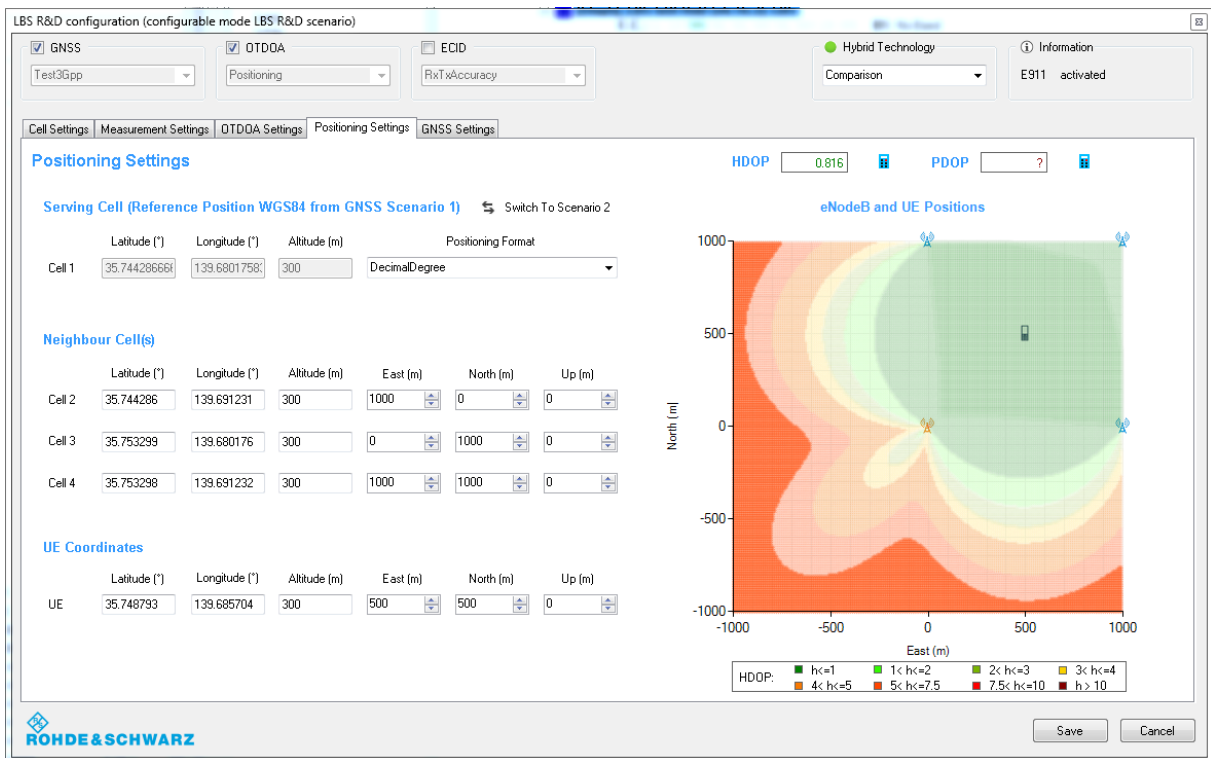 LBS R&D configuration (configurable mode LBS R&D scenario)
GNSS OTDOA ECID Hybrid Technology Information
Test3Gpp Positioning RxTxAccuracy Comparison E911 activated
Cell Settings Measurement Settings OTDOA Settings Positioning Settings GNSS Settings
Positioning Settings HDOP 0.816 PDOP ?
Serving Cell (Reference Position WGS84 from GNSS Scenario 1) Switch To Scenario 2 eNodeB and UE Positions
Latitude (°) Longitude (°) Altitude (m) Positioning Format
Cell 1 35.744286666 139.6801758 300 DecimalDegree
Neighbour Cell(s)
Latitude (°) Longitude (°) Altitude (m) East (m) North (m) Up (m)
Cell 2 35.744286 139.691231 300 1000 0 0
Cell 3 35.753299 139.680176 300 0 1000 0
Cell 4 35.753298 139.691232 300 1000 1000 0
UE Coordinates
Latitude (°) Longitude (°) Altitude (m) East (m) North (m) Up (m)
UE 35.748793 139.685704 300 500 500 0
1000
500
0
-500
-1000
North (m)
-1000 -500 0 500 1000
East (m)
HDOP: h<=1 1< h<=2 2< h<=3 3< h<=4
4< h<=5 5< h<=7.5 7.5< h<=10 h > 10
ROHDE&SCHWARZ
Save Cancel